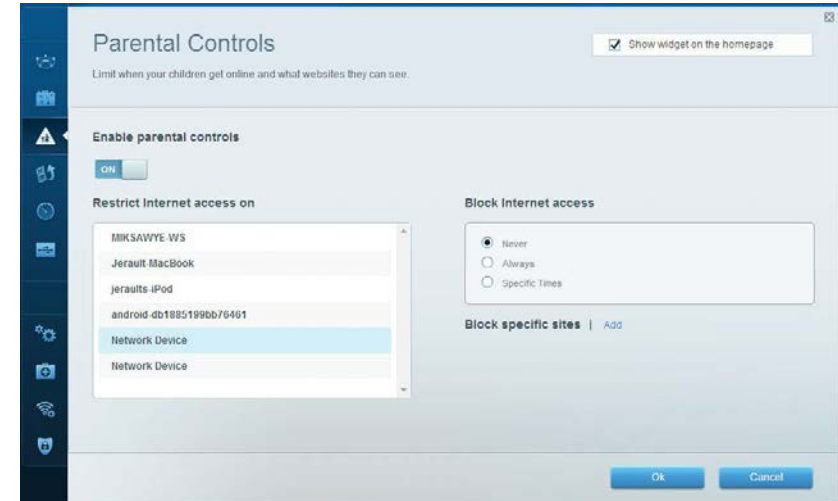 Parental Controls
Show widget on the homepage
Limit when your children get online and what websites they can see.
Enable parental controls
ON
Restrict Internet access on
Block Internet access
MIKSAWYE-WS
Jerault-MacBook
jeraults-iPod
android-db1885199bb76461
Network Device
Network Device
Never
Always
Specific Times
Block specific sites | Add
Ok
Cancel